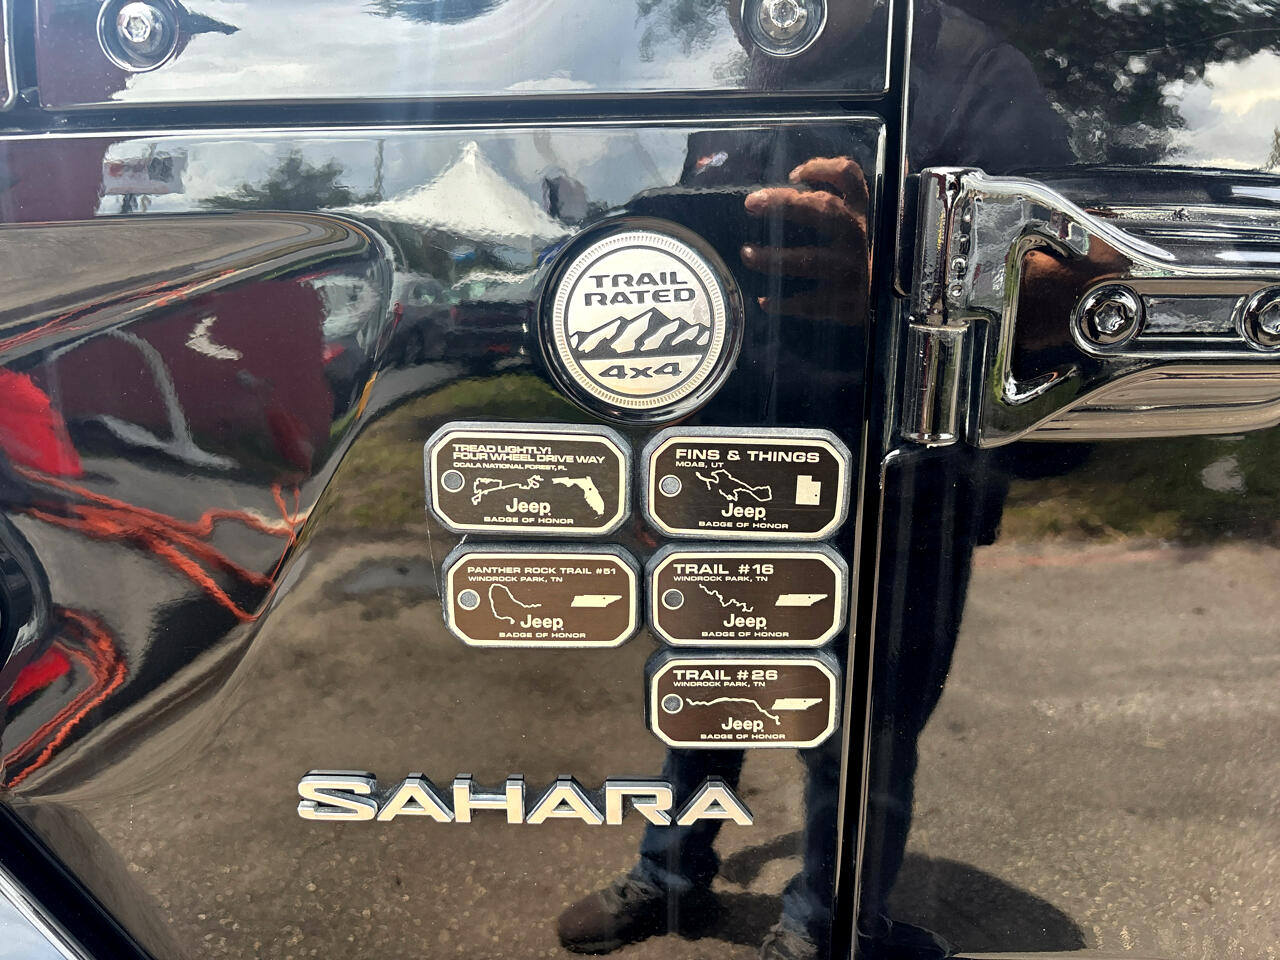 TRAIL
RATED
4x4
TREAD LIGHTLY!
FOUR WHEEL DRIVE WAY
OCALA NATIONAL FOREST, FL
Jeep
BADGE OF HONOR
FINS & THINGS
MOAB, UT
Jeep
BADGE OF HONOR
PANTHER ROCK TRAIL #51
WINDROCK PARK, TN
Jeep
BADGE OF HONOR
TRAIL #16
WINDROCK PARK, TN
Jeep
BADGE OF HONOR
TRAIL #26
WINDROCK PARK, TN
Jeep
BADGE OF HONOR
SAHARA